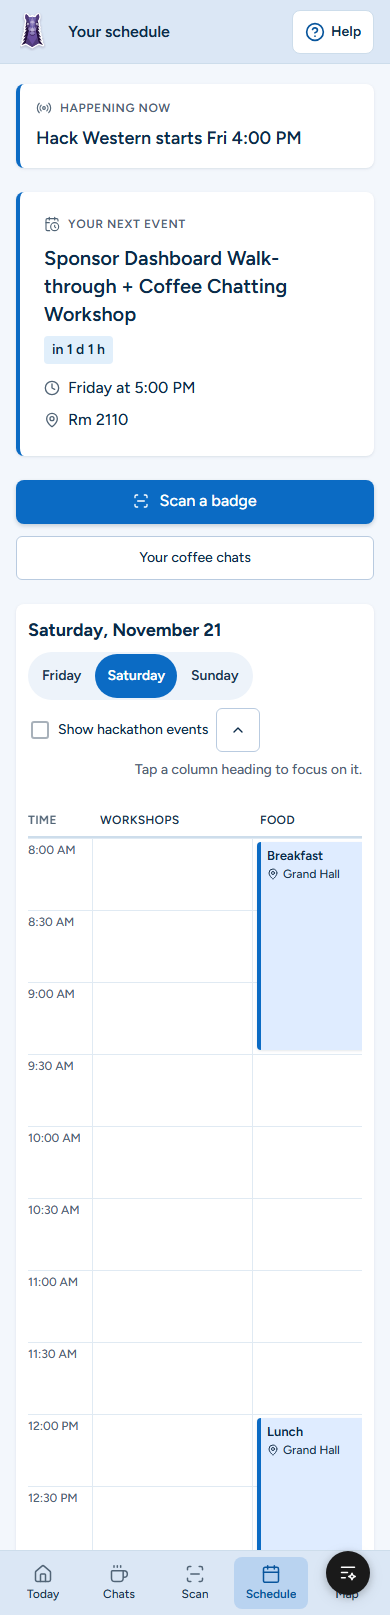 Your schedule
Help
HAPPENING NOW
Hack Western starts Fri 4:00 PM
YOUR NEXT EVENT
Sponsor Dashboard Walk-
through + Coffee Chatting
Workshop
in 1 d 1 h
Friday at 5:00 PM
Rm 2110
Scan a badge
Your coffee chats
Saturday, November 21
Friday Saturday Sunday
Show hackathon events
Tap a column heading to focus on it.
TIME WORKSHOPS FOOD
8:00 AM
Breakfast
Grand Hall
8:30 AM
9:00 AM
9:30 AM
10:00 AM
10:30 AM
11:00 AM
11:30 AM
12:00 PM
Lunch
Grand Hall
12:30 PM
Today Chats Scan Schedule Map